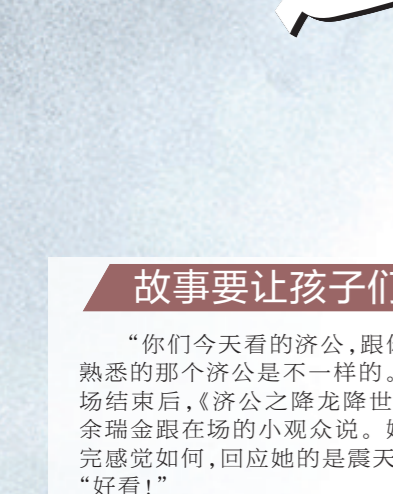 故事要让孩子们
“你们今天看的济公，跟你
熟悉的那个济公是不一样的。
场结束后，《济公之降龙降世
余瑞金跟在场的小观众说。她
完感觉如何，回应她的是震天
“好看！”